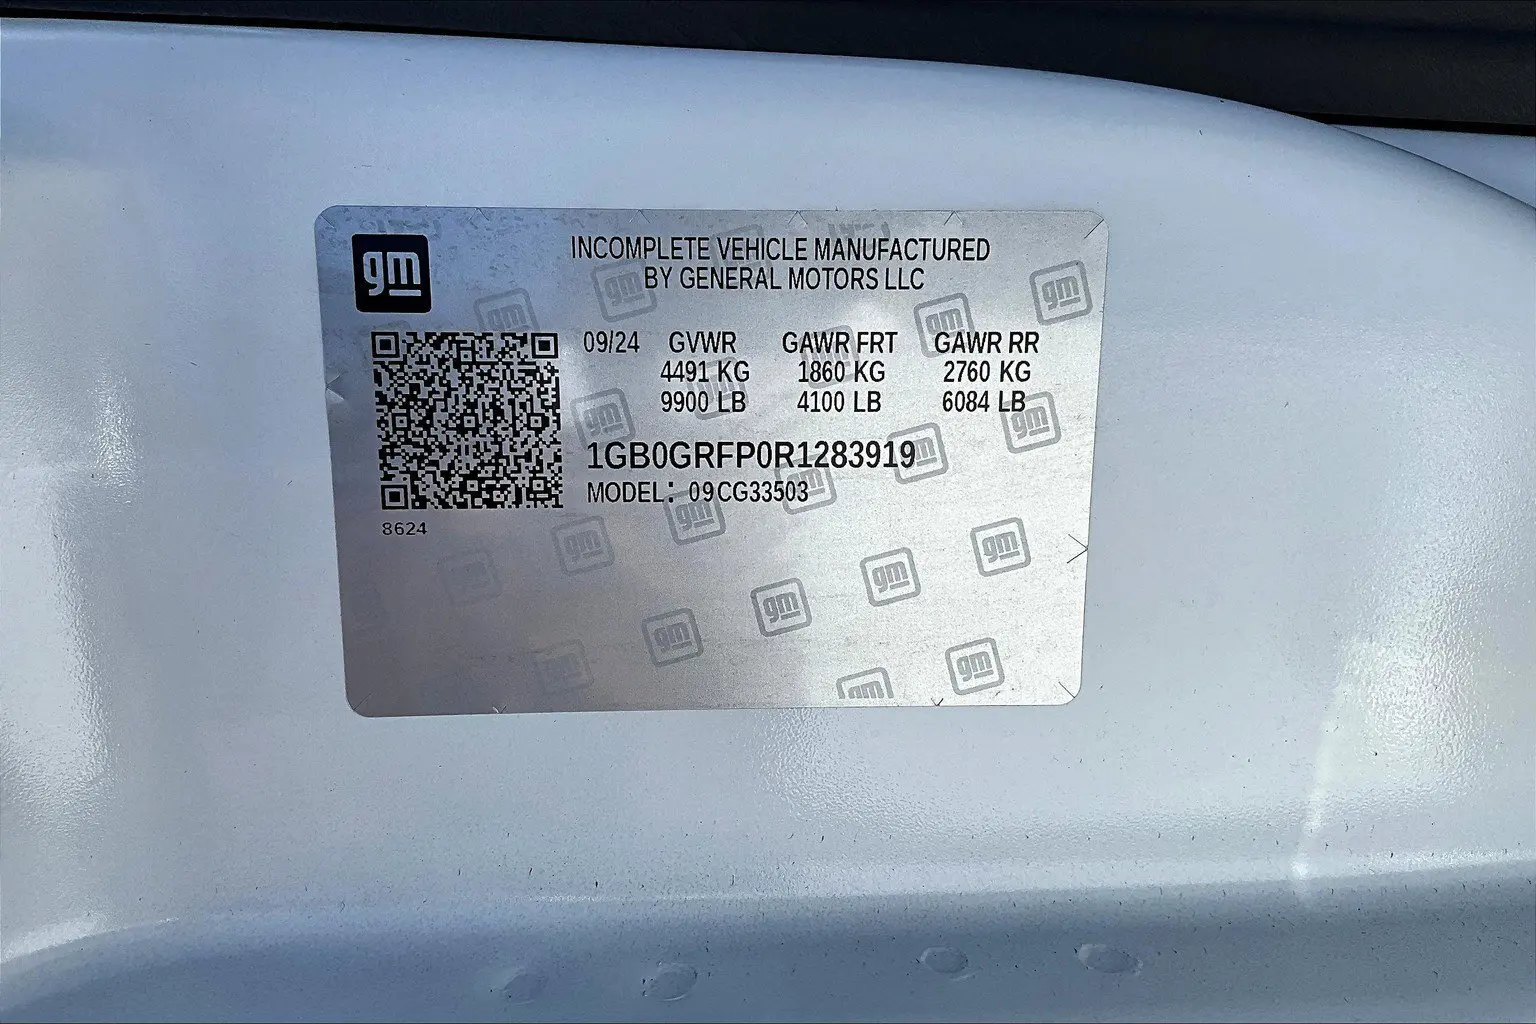 gm
INCOMPLETE VEHICLE MANUFACTURED
BY GENERAL MOTORS LLC
09/24 GVWR GAWR FRT GAWR RR
4491 KG 1860 KG 2760 KG
9900 LB 4100 LB 6084 LB
1GB0GRFP0R1283919
MODEL: 09CG33503
8624